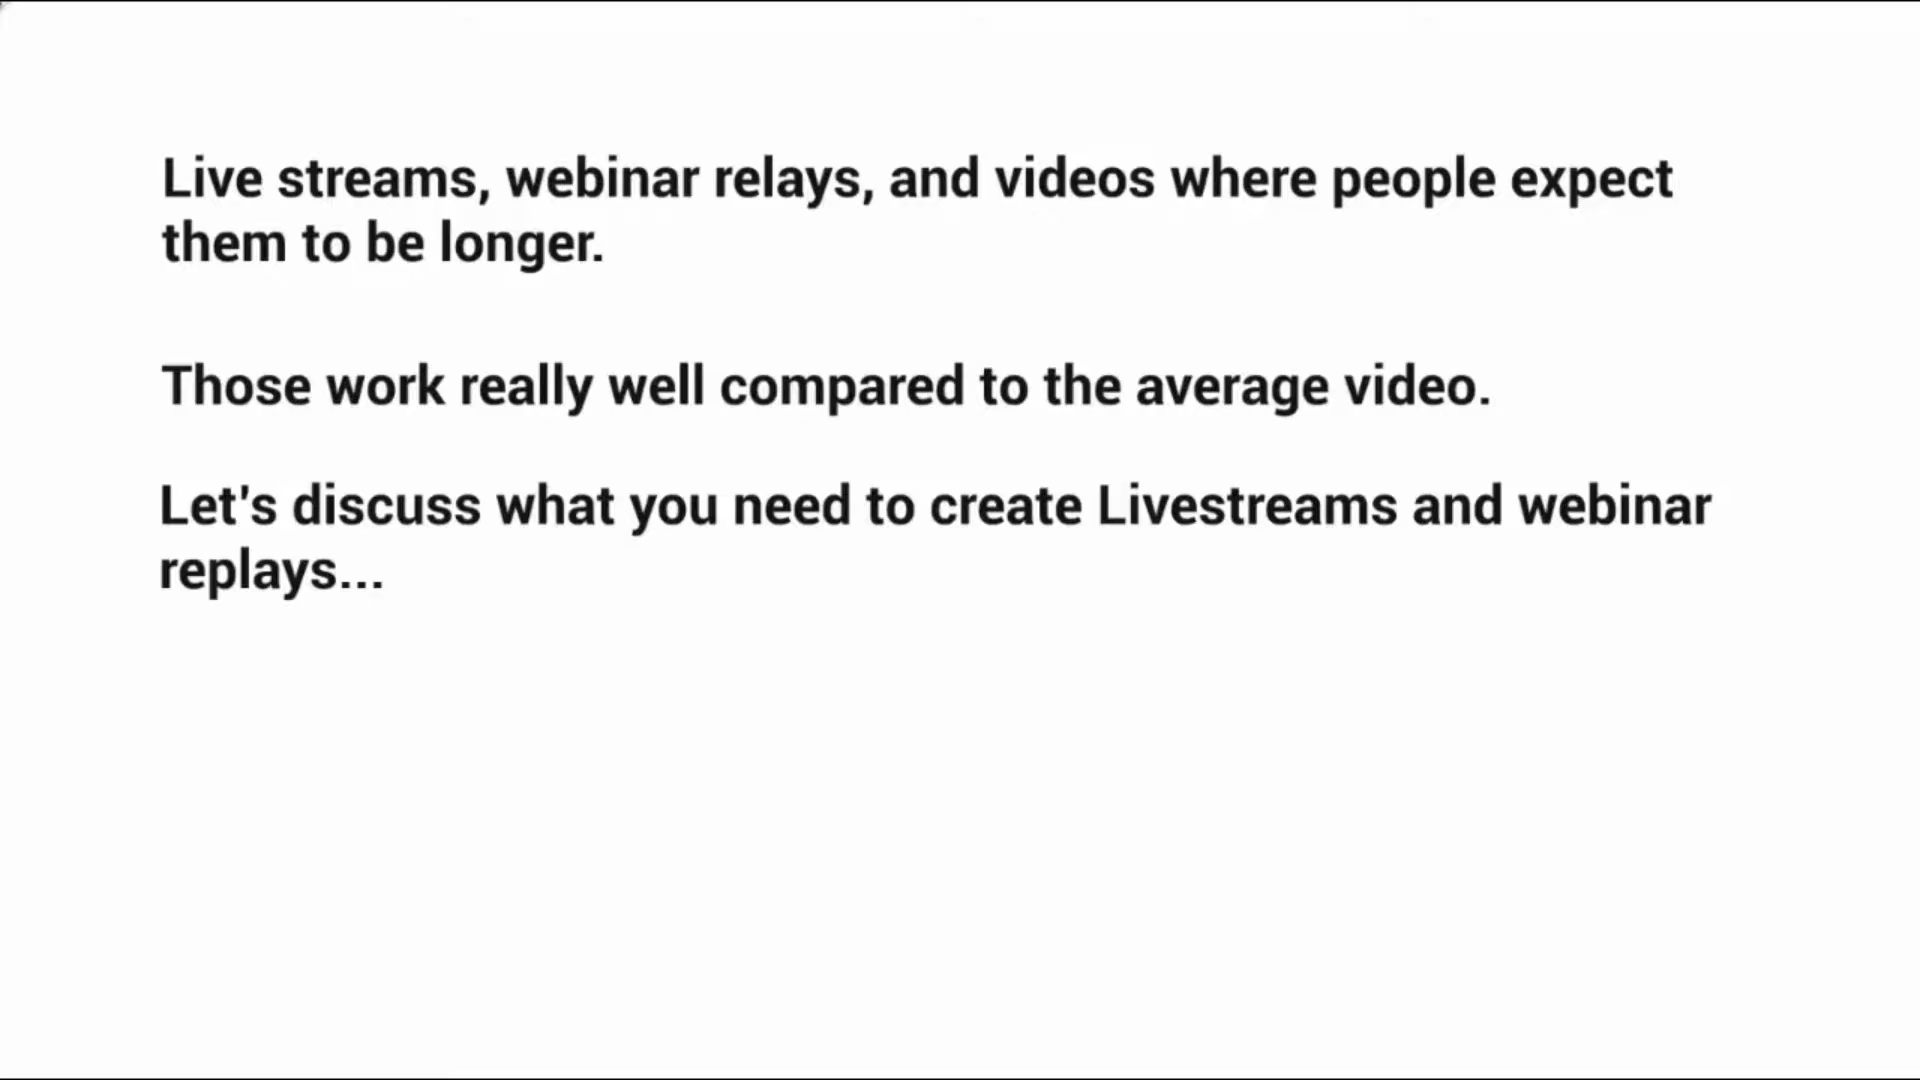 Live streams, webinar relays, and videos where people expect
them to be longer.
Those work really well compared to the average video.
Let's discuss what you need to create Livestreams and webinar
replays...